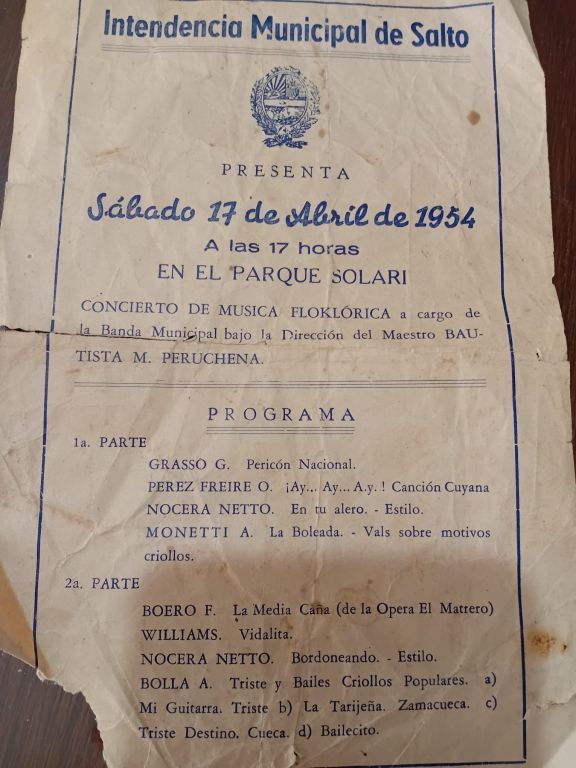 Intendencia Municipal de Salto
PRESENTA
Sábado 17 de Abril de 1954
A las 17 horas
EN EL PARQUE SOLARI
CONCIERTO DE MUSICA FLOKLÓRICA a cargo de
la Banda Municipal bajo la Dirección del Maestro BAU-
TISTA M. PERUCHENA.
PROGRAMA
1a. PARTE
GRASSO G. Pericón Nacional.
PEREZ FREIRE O. ¡Ay... Ay... A.y. ! Canción Cuyana
NOCERA NETTO. En tu alero. - Estilo.
MONETTI A. La Boleada. - Vals sobre motivos
criollos.
2a. PARTE
BOERO F. La Media Caña (de la Opera El Matrero)
WILLIAMS. Vidalita.
NOCERA NETTO. Bordoneando. - Estilo.
BOLLA A. Triste y Bailes Criollos Populares. a)
Mi Guitarra. Triste b) La Tarijeña. Zamacueca. c)
Triste Destino. Cueca. d) Bailecito.